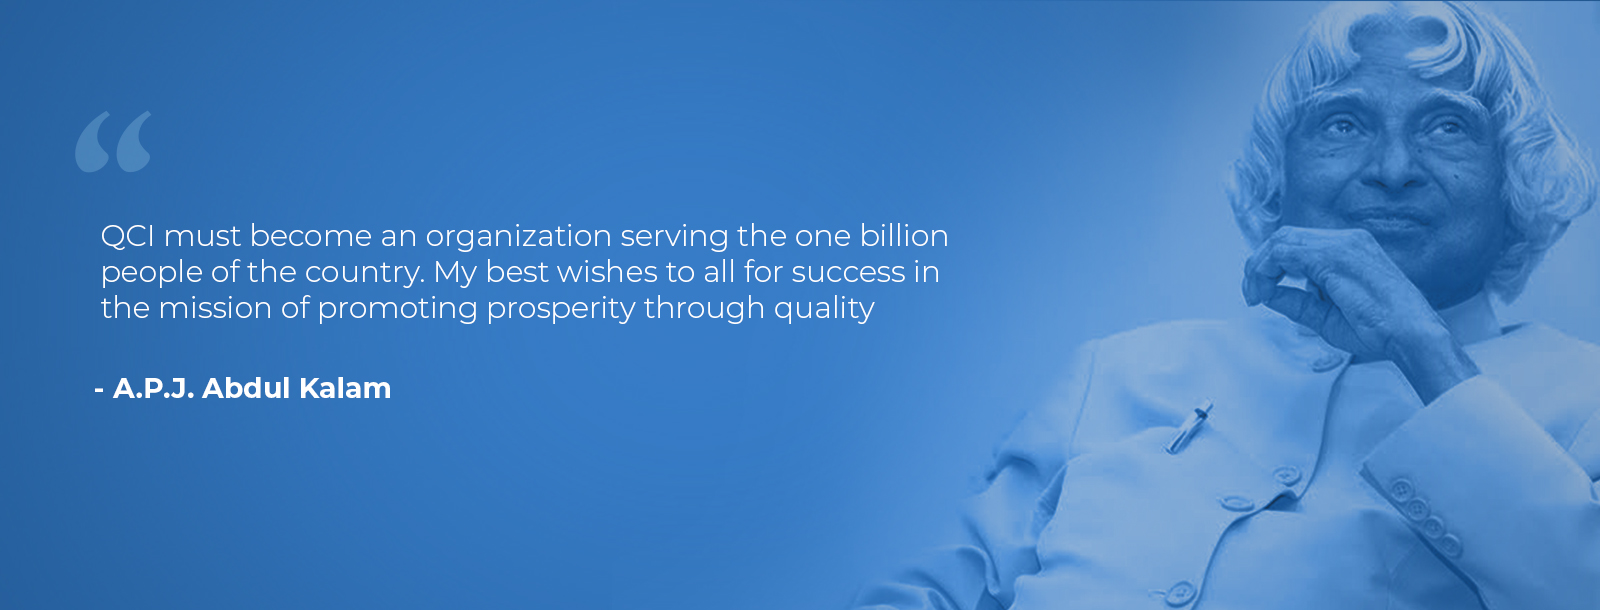 “
QCI must become an organization serving the one billion
people of the country. My best wishes to all for success in
the mission of promoting prosperity through quality
- A.P.J. Abdul Kalam